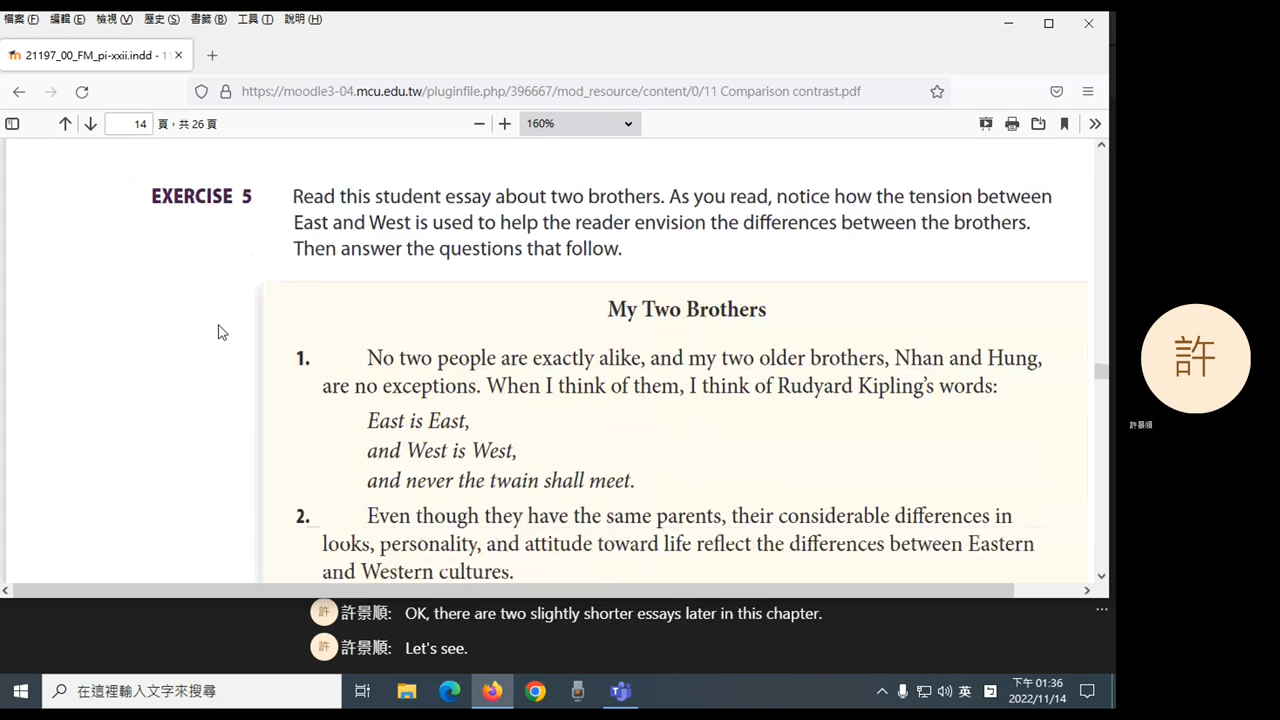 檔案(F) 編輯(E) 檢視(V) 歷史(S) 書籤(B) 工具(T) 說明(H)
21197_00_FM_pi-xxii.indd - 11
https://moodle3-04.mcu.edu.tw/pluginfile.php/396667/mod_resource/content/0/11 Comparison contrast.pdf
14 頁，共 26 頁
160%
EXERCISE 5 Read this student essay about two brothers. As you read, notice how the tension between
East and West is used to help the reader envision the differences between the brothers.
Then answer the questions that follow.
My Two Brothers
1. No two people are exactly alike, and my two older brothers, Nhan and Hung,
are no exceptions. When I think of them, I think of Rudyard Kipling's words:
East is East,
and West is West,
and never the twain shall meet.
2. Even though they have the same parents, their considerable differences in
looks, personality, and attitude toward life reflect the differences between Eastern
and Western cultures.
許
許景順
許 許景順: OK, there are two slightly shorter essays later in this chapter.
許 許景順: Let's see.
在這裡輸入文字來搜尋
英
下午 01:36
2022/11/14